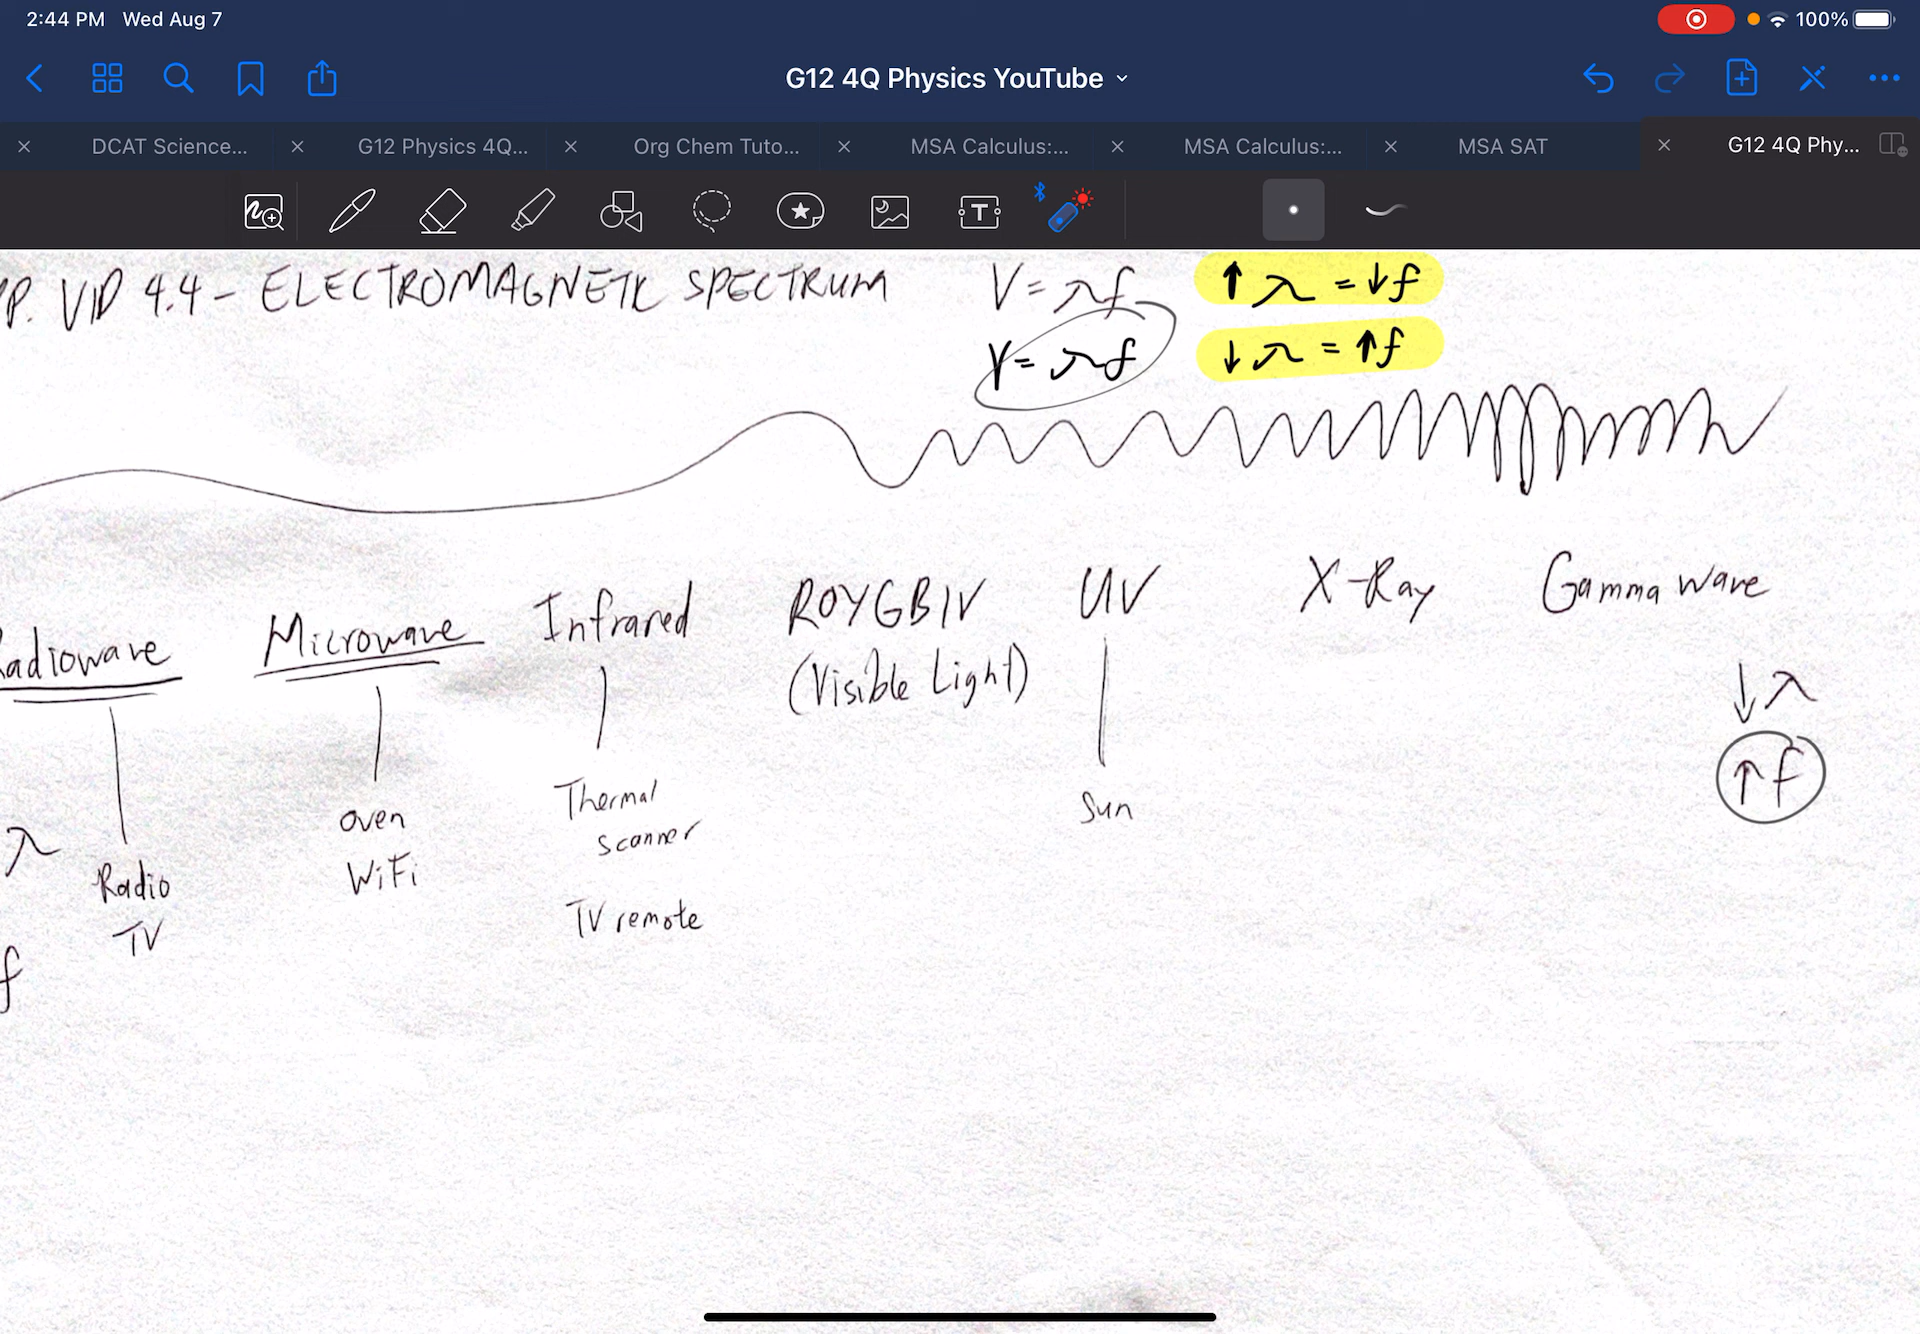 2:44 PM Wed Aug 7
100%
G12 4Q Physics YouTube
DCAT Science...
G12 Physics 4Q...
Org Chem Tuto...
MSA Calculus:...
MSA Calculus:...
MSA SAT
G12 4Q Phy...
P. VID 4.4 - ELECTROMAGNETIC SPECTRUM
V = λf
V = λf
↑ λ = ↓ f
↓ λ = ↑ f
Radiowave
Microwave
Infrared
ROYGBIV
(Visible Light)
UV
X-Ray
Gamma Wave
λ
f
Radio
TV
oven
WiFi
Thermal
scanner
TV remote
Sun
↓ λ
↑ f